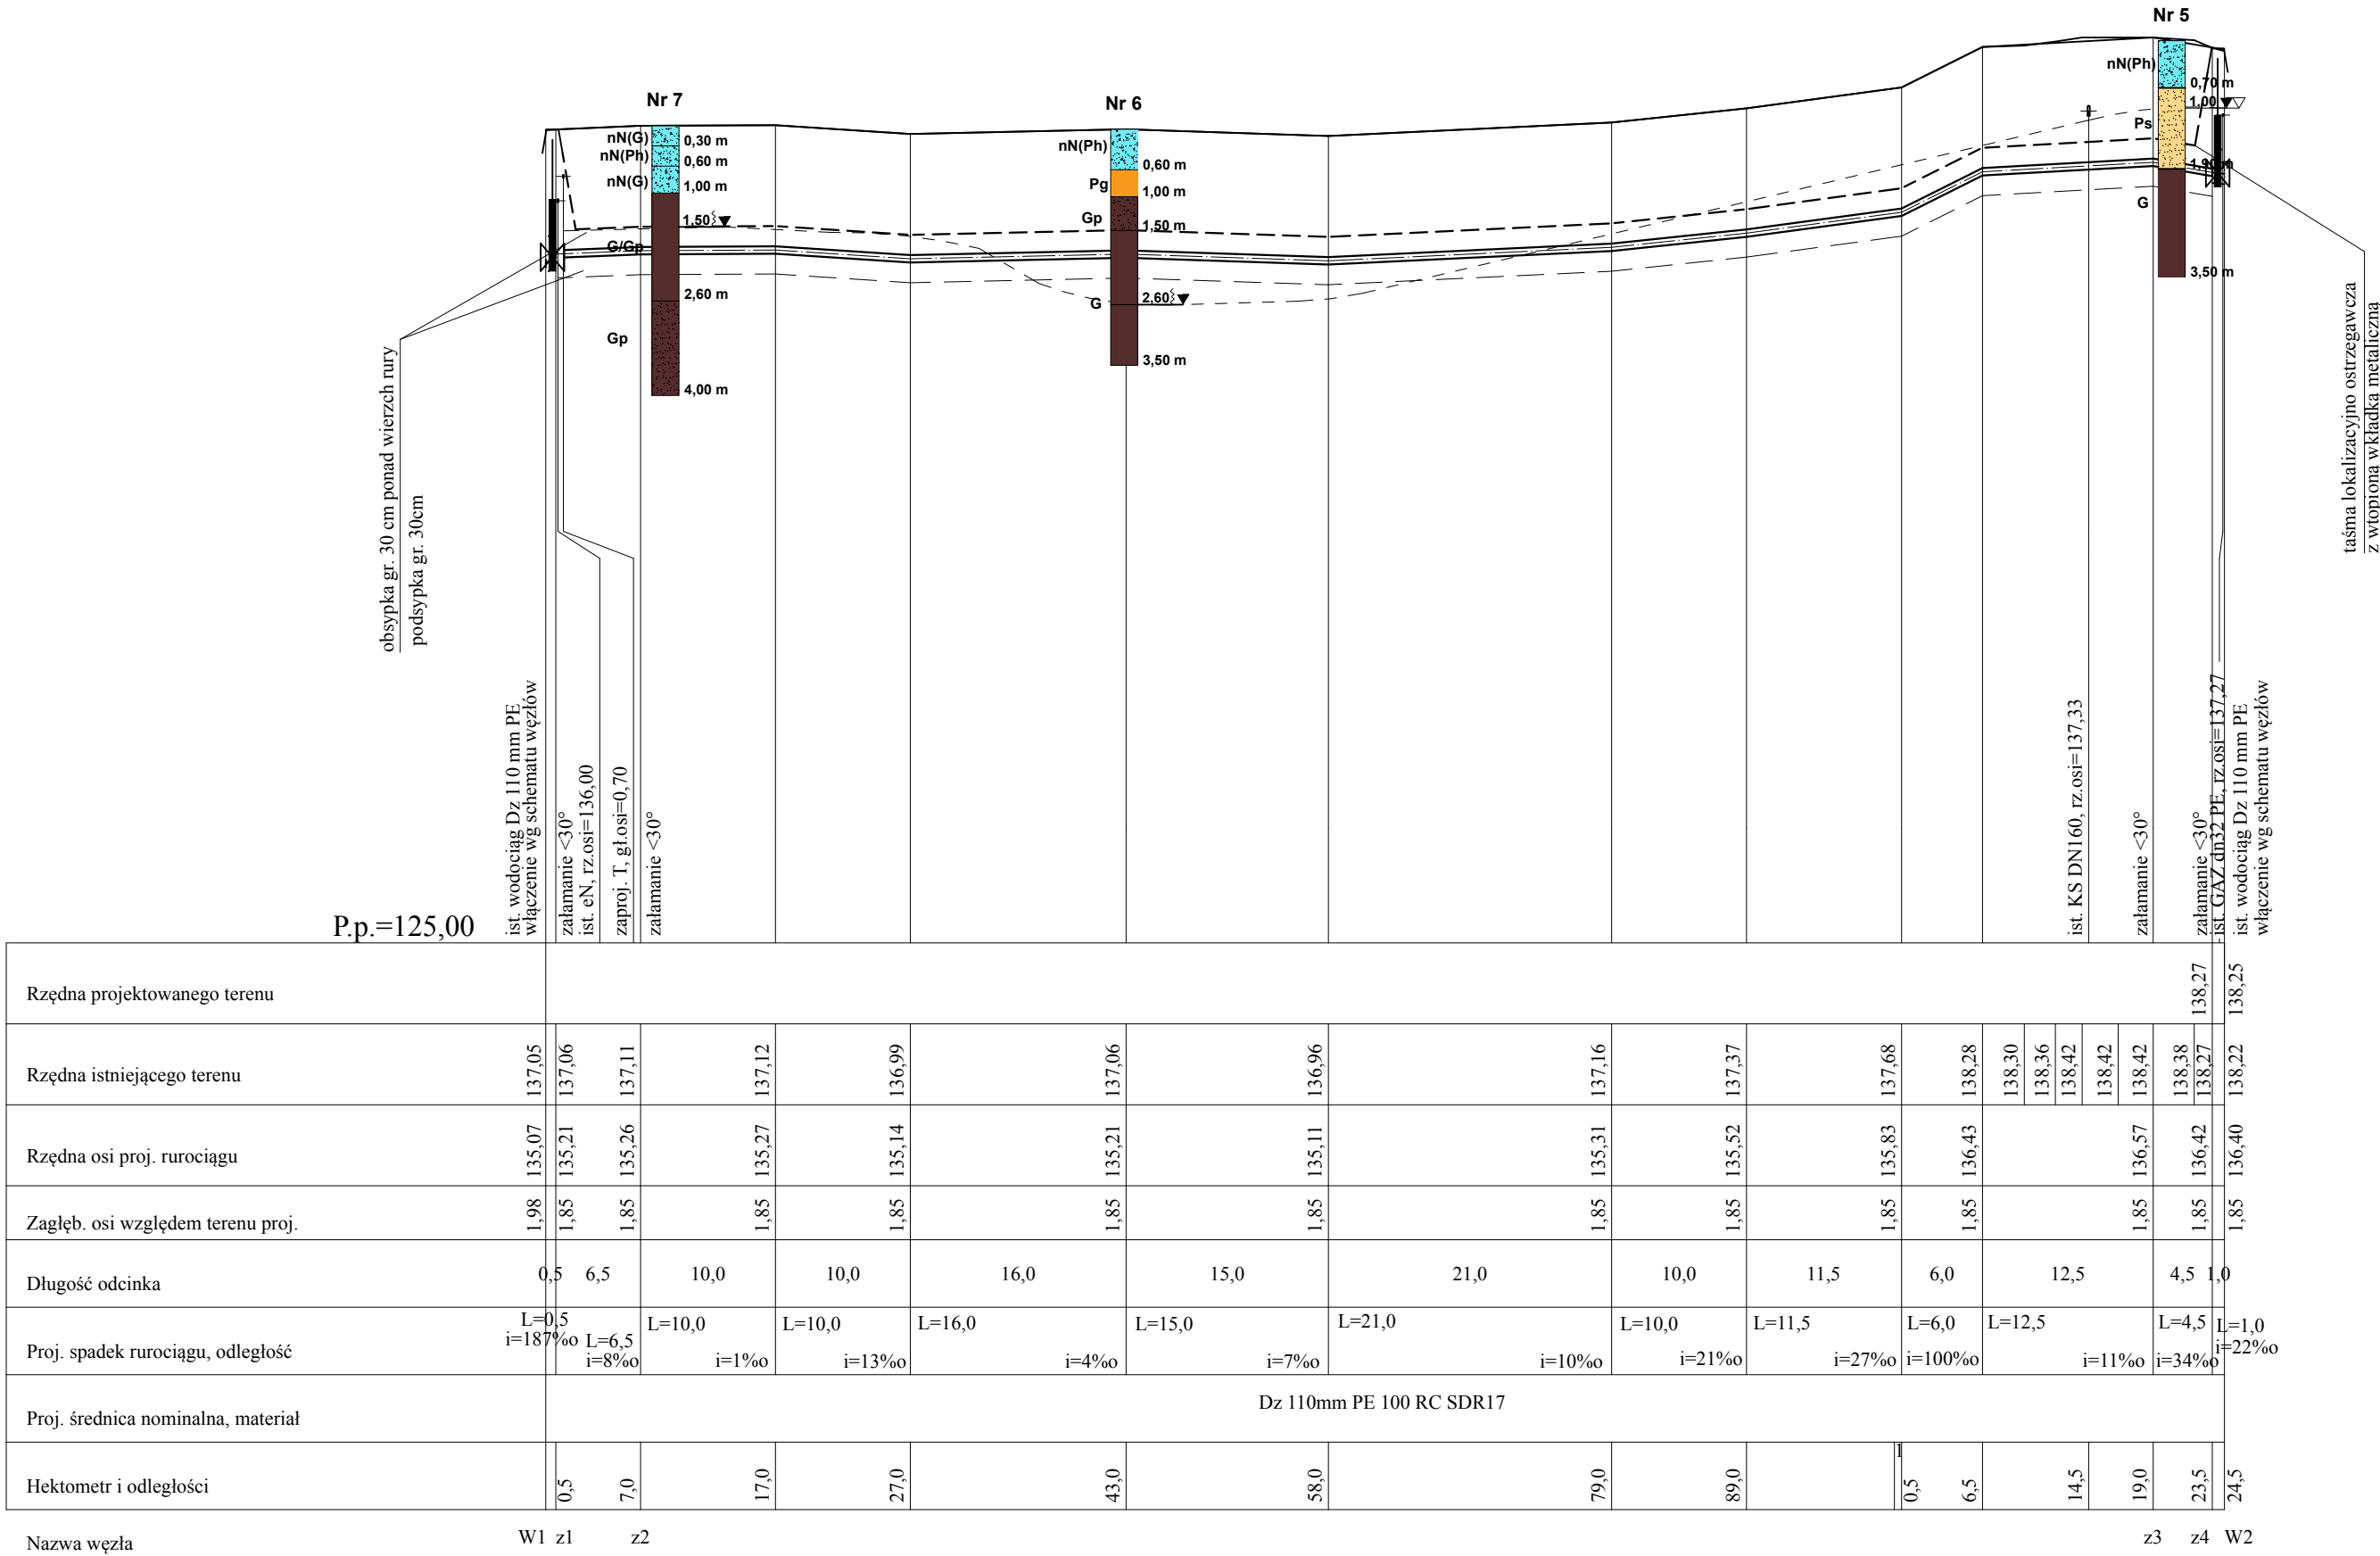 Nr 5
nN(Ph)
0,70 m
1,00
Ps
1,90 m
G
3,50 m
Nr 7
nN(G)
0,30 m
nN(Ph)
0,60 m
nN(G)
1,00 m
1,50
G/Gp
2,60 m
Gp
4,00 m
Nr 6
nN(Ph)
0,60 m
Pg
1,00 m
Gp
1,50 m
2,60
G
3,50 m
obsypka gr. 30 cm ponad wierzch rury
podsypka gr. 30cm
taśma lokalizacyjno ostrzegawcza
z wtopioną wkładką metaliczną
ist. wodociąg Dz 110 mm PE
włączenie wg schematu węzłów
załamanie <30°
ist. eN, rz.osi=136,00
zaproj. T, gł.osi=0,70
załamanie <30°
ist. KS DN160, rz.osi=137,33
załamanie <30°
załamanie <30°
ist. GAZ dn32 PE, rz.osi=137,27
ist. wodociąg Dz 110 mm PE
włączenie wg schematu węzłów
P.p.=125,00
Rzędna projektowanego terenu
138,27 138,25
Rzędna istniejącego terenu
137,05 137,06 137,11 137,12 136,99 137,06 136,96 137,16 137,37 137,68 138,28 138,30 138,36 138,42 138,42 138,42 138,38 138,27 138,22
Rzędna osi proj. rurociągu
135,07 135,21 135,26 135,27 135,14 135,21 135,11 135,31 135,52 135,83 136,43 136,57 136,42 136,40
Zagłęb. osi względem terenu proj.
1,98 1,85 1,85 1,85 1,85 1,85 1,85 1,85 1,85 1,85 1,85 1,85 1,85 1,85
Długość odcinka
0,5 6,5 10,0 10,0 16,0 15,0 21,0 10,0 11,5 6,0 12,5 4,5 1,0
Proj. spadek rurociągu, odległość
L=0,5 L=6,5 L=10,0 L=10,0 L=16,0 L=15,0 L=21,0 L=10,0 L=11,5 L=6,0 L=12,5 L=4,5 L=1,0
i=187%o i=8%o i=1%o i=13%o i=4%o i=7%o i=10%o i=21%o i=27%o i=100%o i=11%o i=34%o i=22%o
Proj. średnica nominalna, materiał
Dz 110mm PE 100 RC SDR17
Hektometr i odległości
0,5 7,0 17,0 27,0 43,0 58,0 79,0 89,0 1 0,5 6,5 14,5 19,0 23,5 24,5
Nazwa węzła
W1 z1 z2 z3 z4 W2